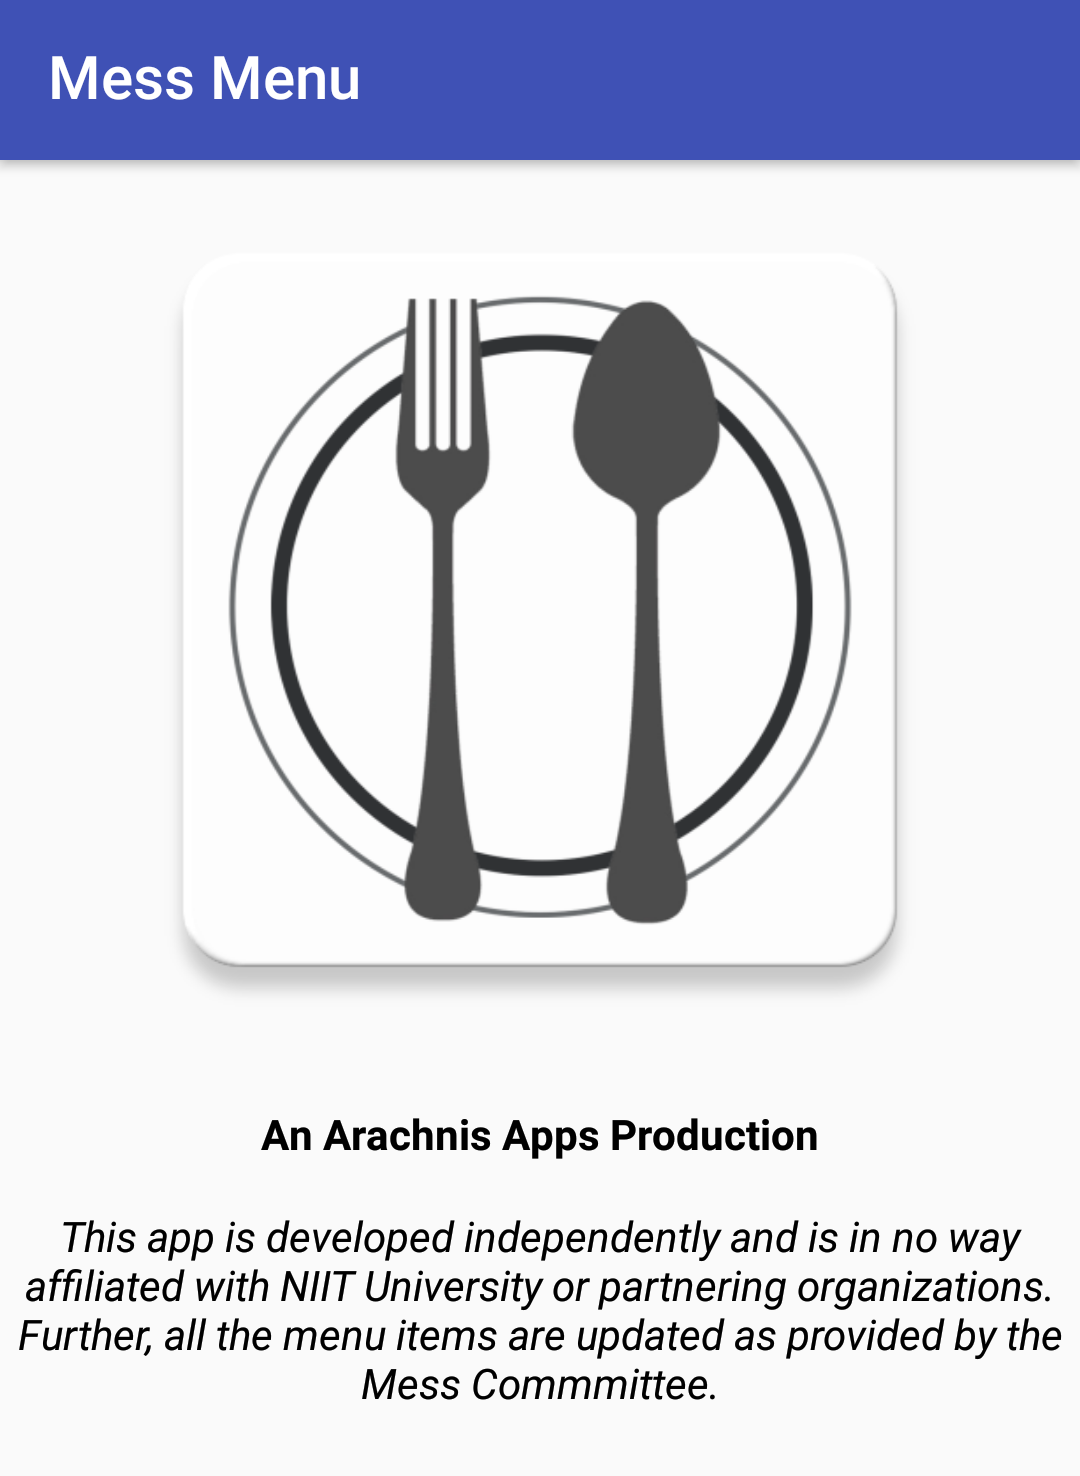 Mess Menu
An Arachnis Apps Production
This app is developed independently and is in no way
affiliated with NIIT University or partnering organizations.
Further, all the menu items are updated as provided by the
Mess Commmittee.